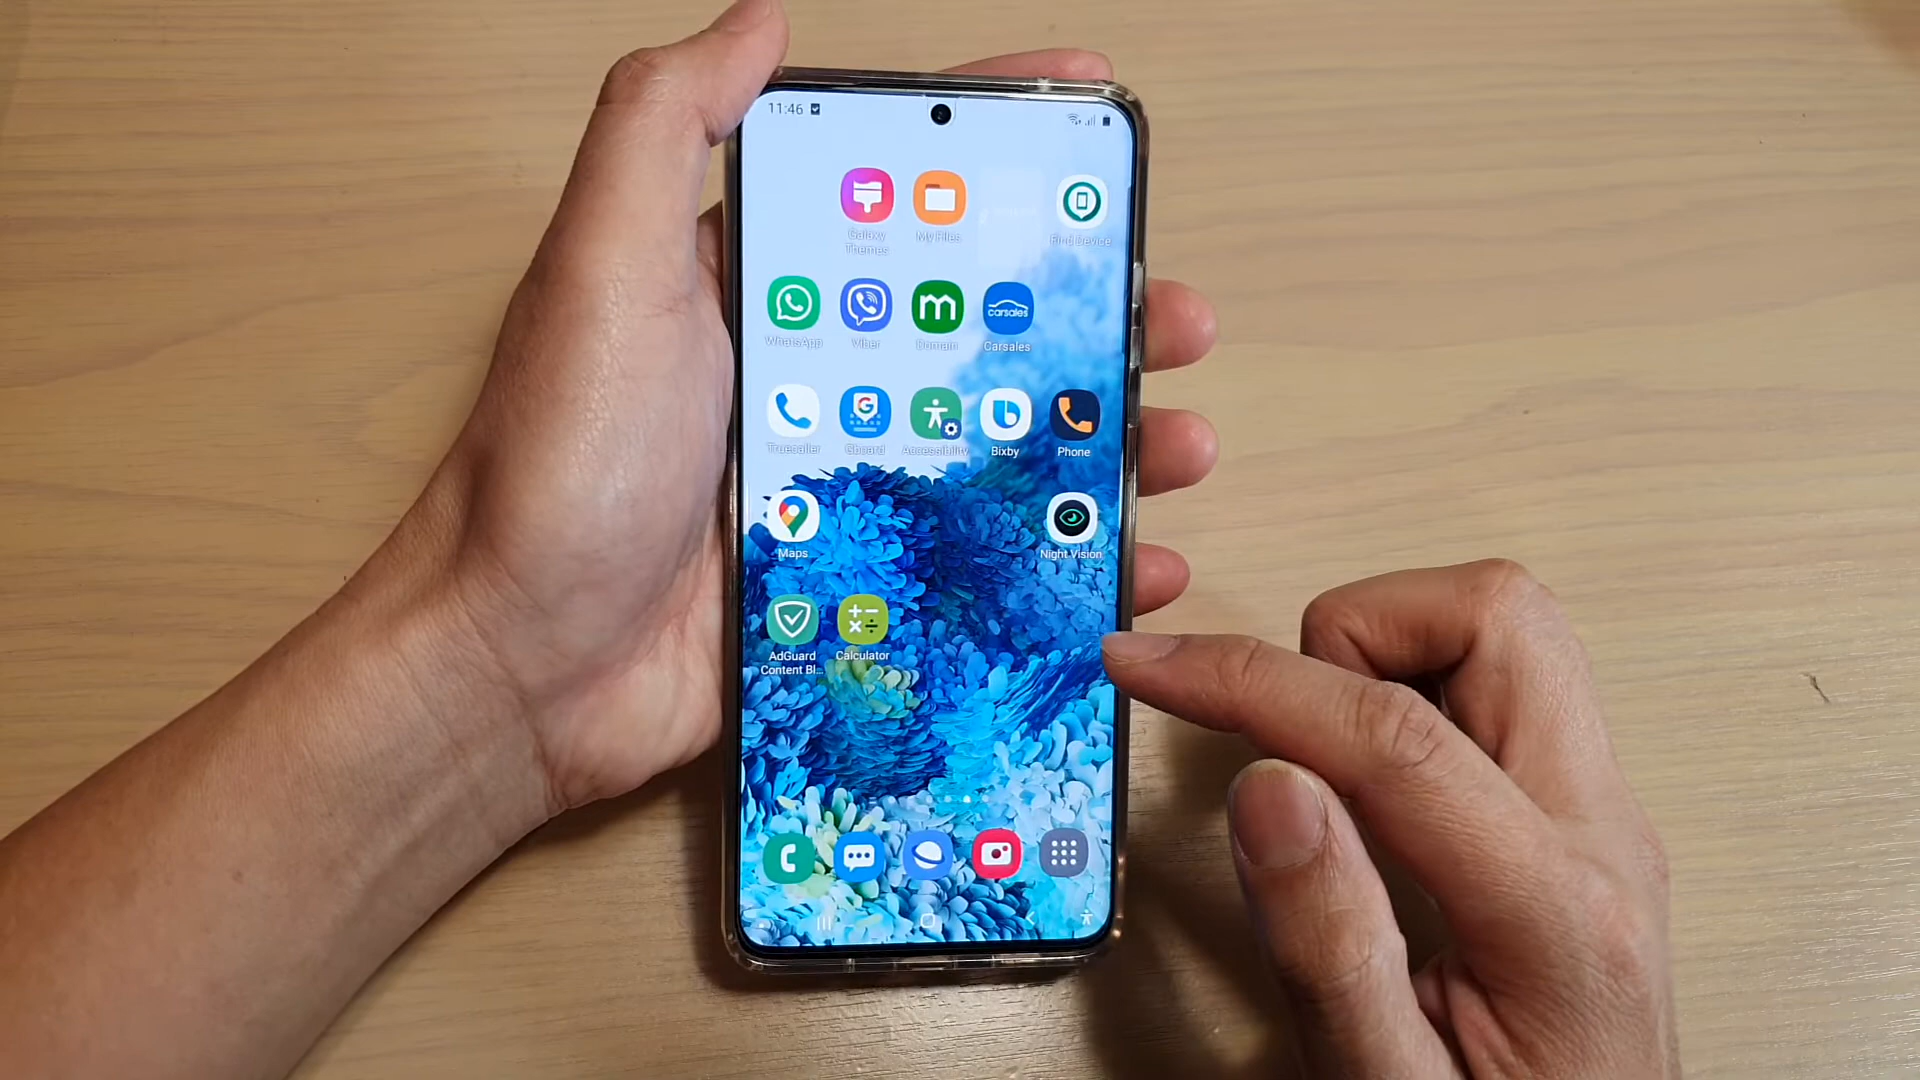 11:46
Galaxy
Themes
My Files
Find Device
WhatsApp
Viber
Domain
Carsales
carsales
Truecaller
Gboard
Accessibility
Bixby
Phone
Maps
Night Vision
AdGuard
Content Bl...
Calculator